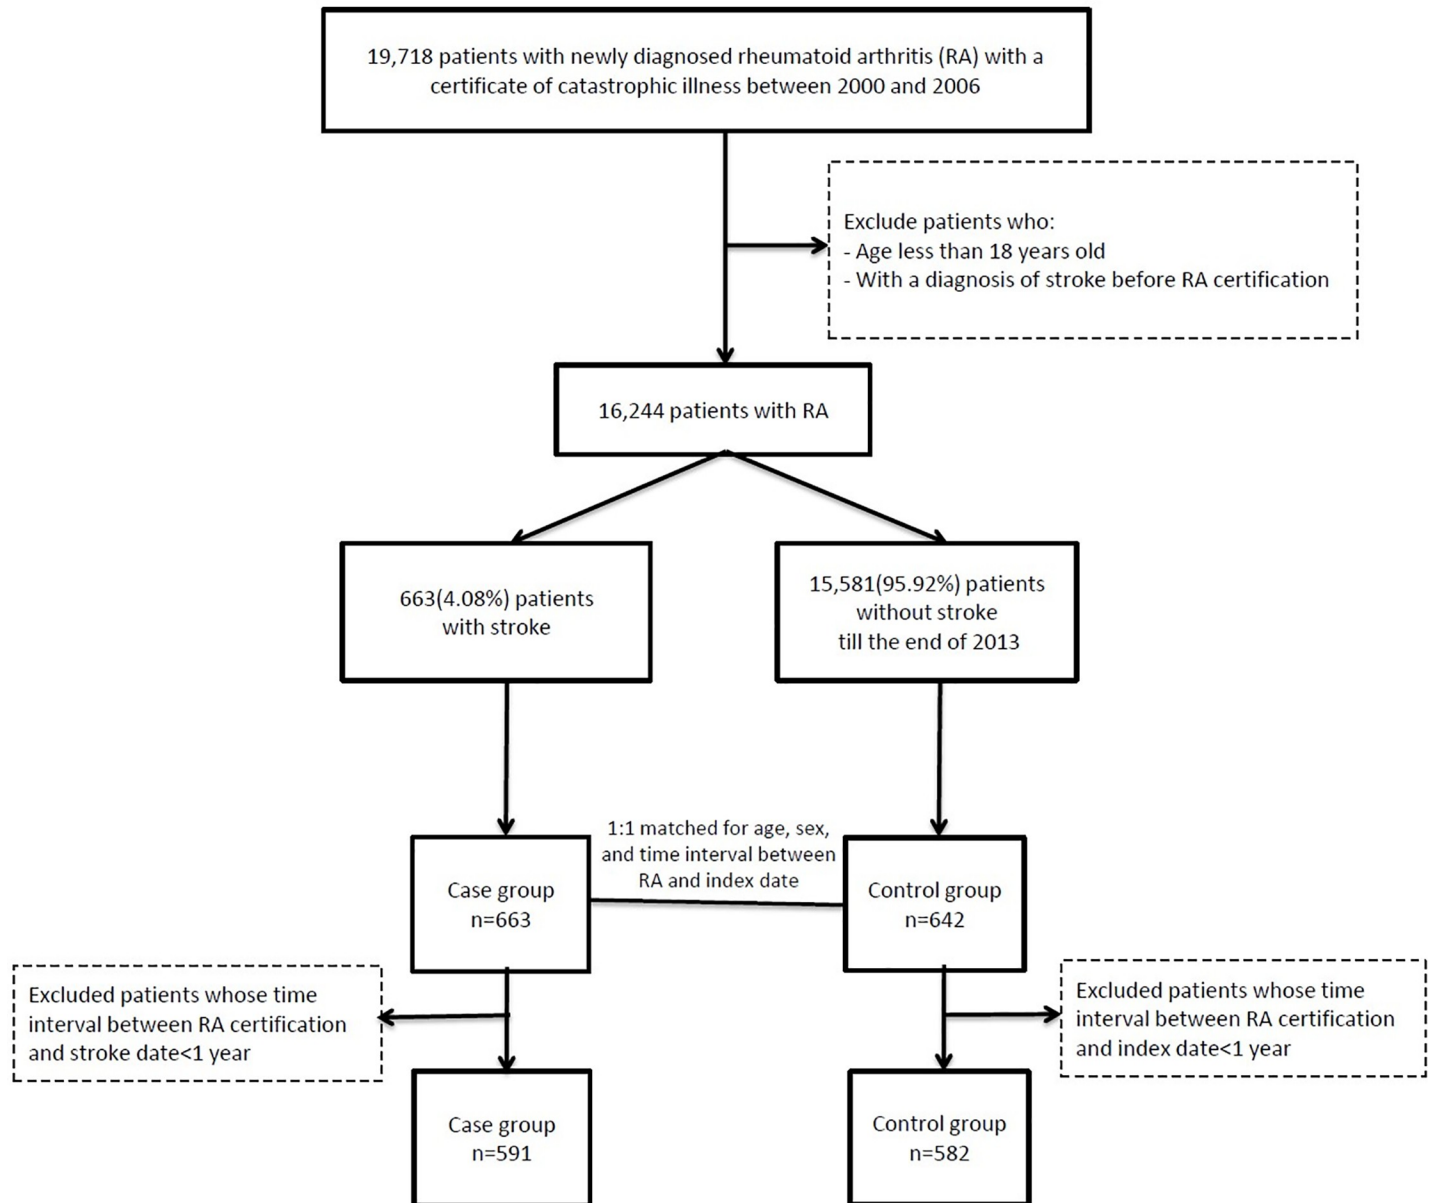 19,718 patients with newly diagnosed rheumatoid arthritis (RA) with a
certificate of catastrophic illness between 2000 and 2006
Exclude patients who:
- Age less than 18 years old
- With a diagnosis of stroke before RA certification
16,244 patients with RA
663(4.08%) patients
with stroke
15,581(95.92%) patients
without stroke
till the end of 2013
1:1 matched for age, sex,
and time interval between
RA and index date
Case group
n=663
Control group
n=642
Excluded patients whose time
interval between RA certification
and stroke date<1 year
Excluded patients whose time
interval between RA certification
and index date<1 year
Case group
n=591
Control group
n=582